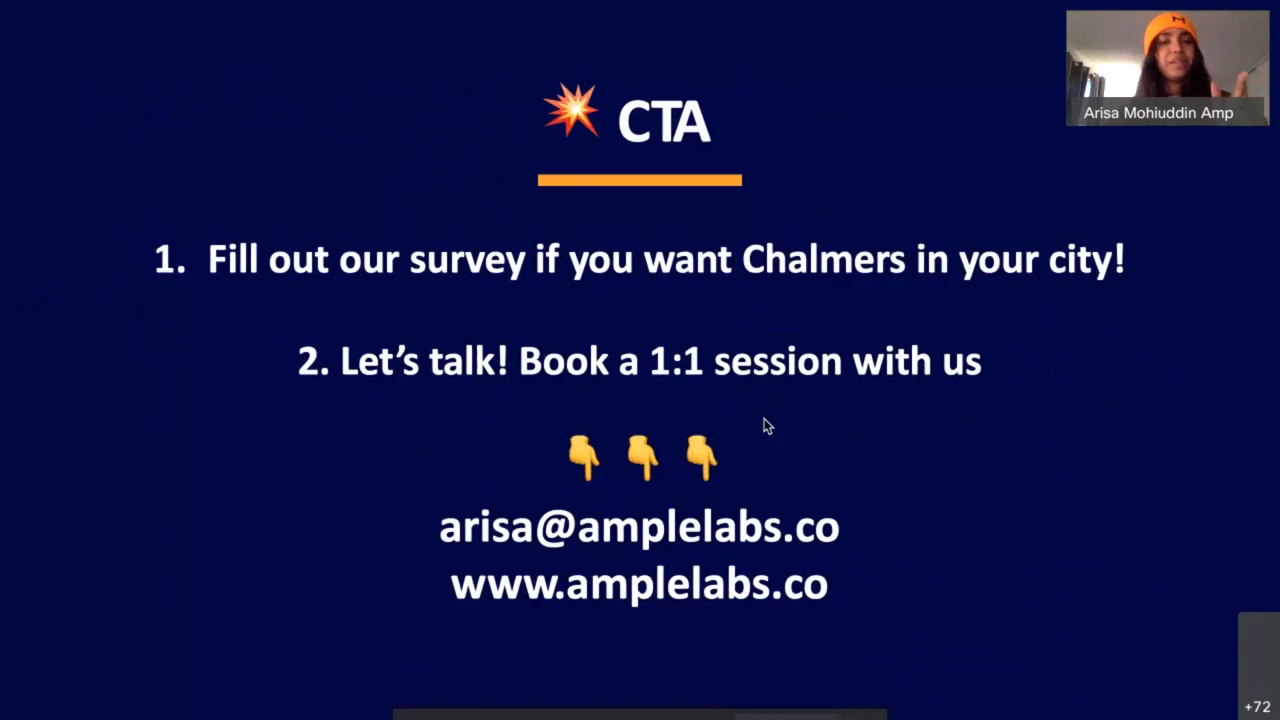 CTA
Arisa Mohiuddin Amp
1. Fill out our survey if you want Chalmers in your city!
2. Let’s talk! Book a 1:1 session with us
arisa@amplelabs.co
www.amplelabs.co
+72